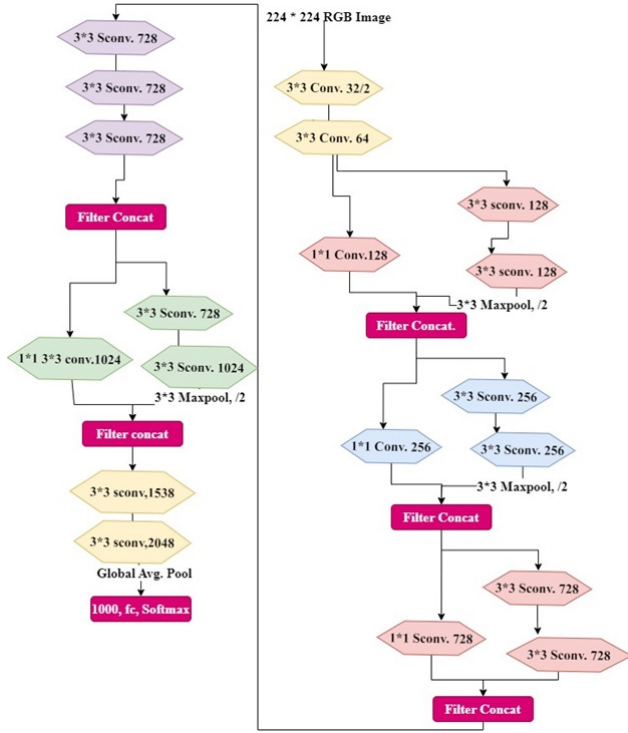 224 * 224 RGB Image
3*3 Conv. 32/2
3*3 Conv. 64
3*3 sconv. 128
1*1 Conv.128
3*3 sconv. 128
3*3 Maxpool, /2
Filter Concat.
3*3 Sconv. 256
1*1 Conv. 256
3*3 Sconv. 256
3*3 Maxpool, /2
Filter Concat
3*3 Sconv. 728
1*1 Sconv. 728
3*3 Sconv. 728
Filter Concat
3*3 Sconv. 728
3*3 Sconv. 728
3*3 Sconv. 728
Filter Concat
3*3 Sconv. 728
1*1 3*3 conv.1024
3*3 Sconv. 1024
3*3 Maxpool, /2
Filter concat
3*3 sconv,1538
3*3 sconv,2048
Global Avg. Pool
1000, fc, Softmax